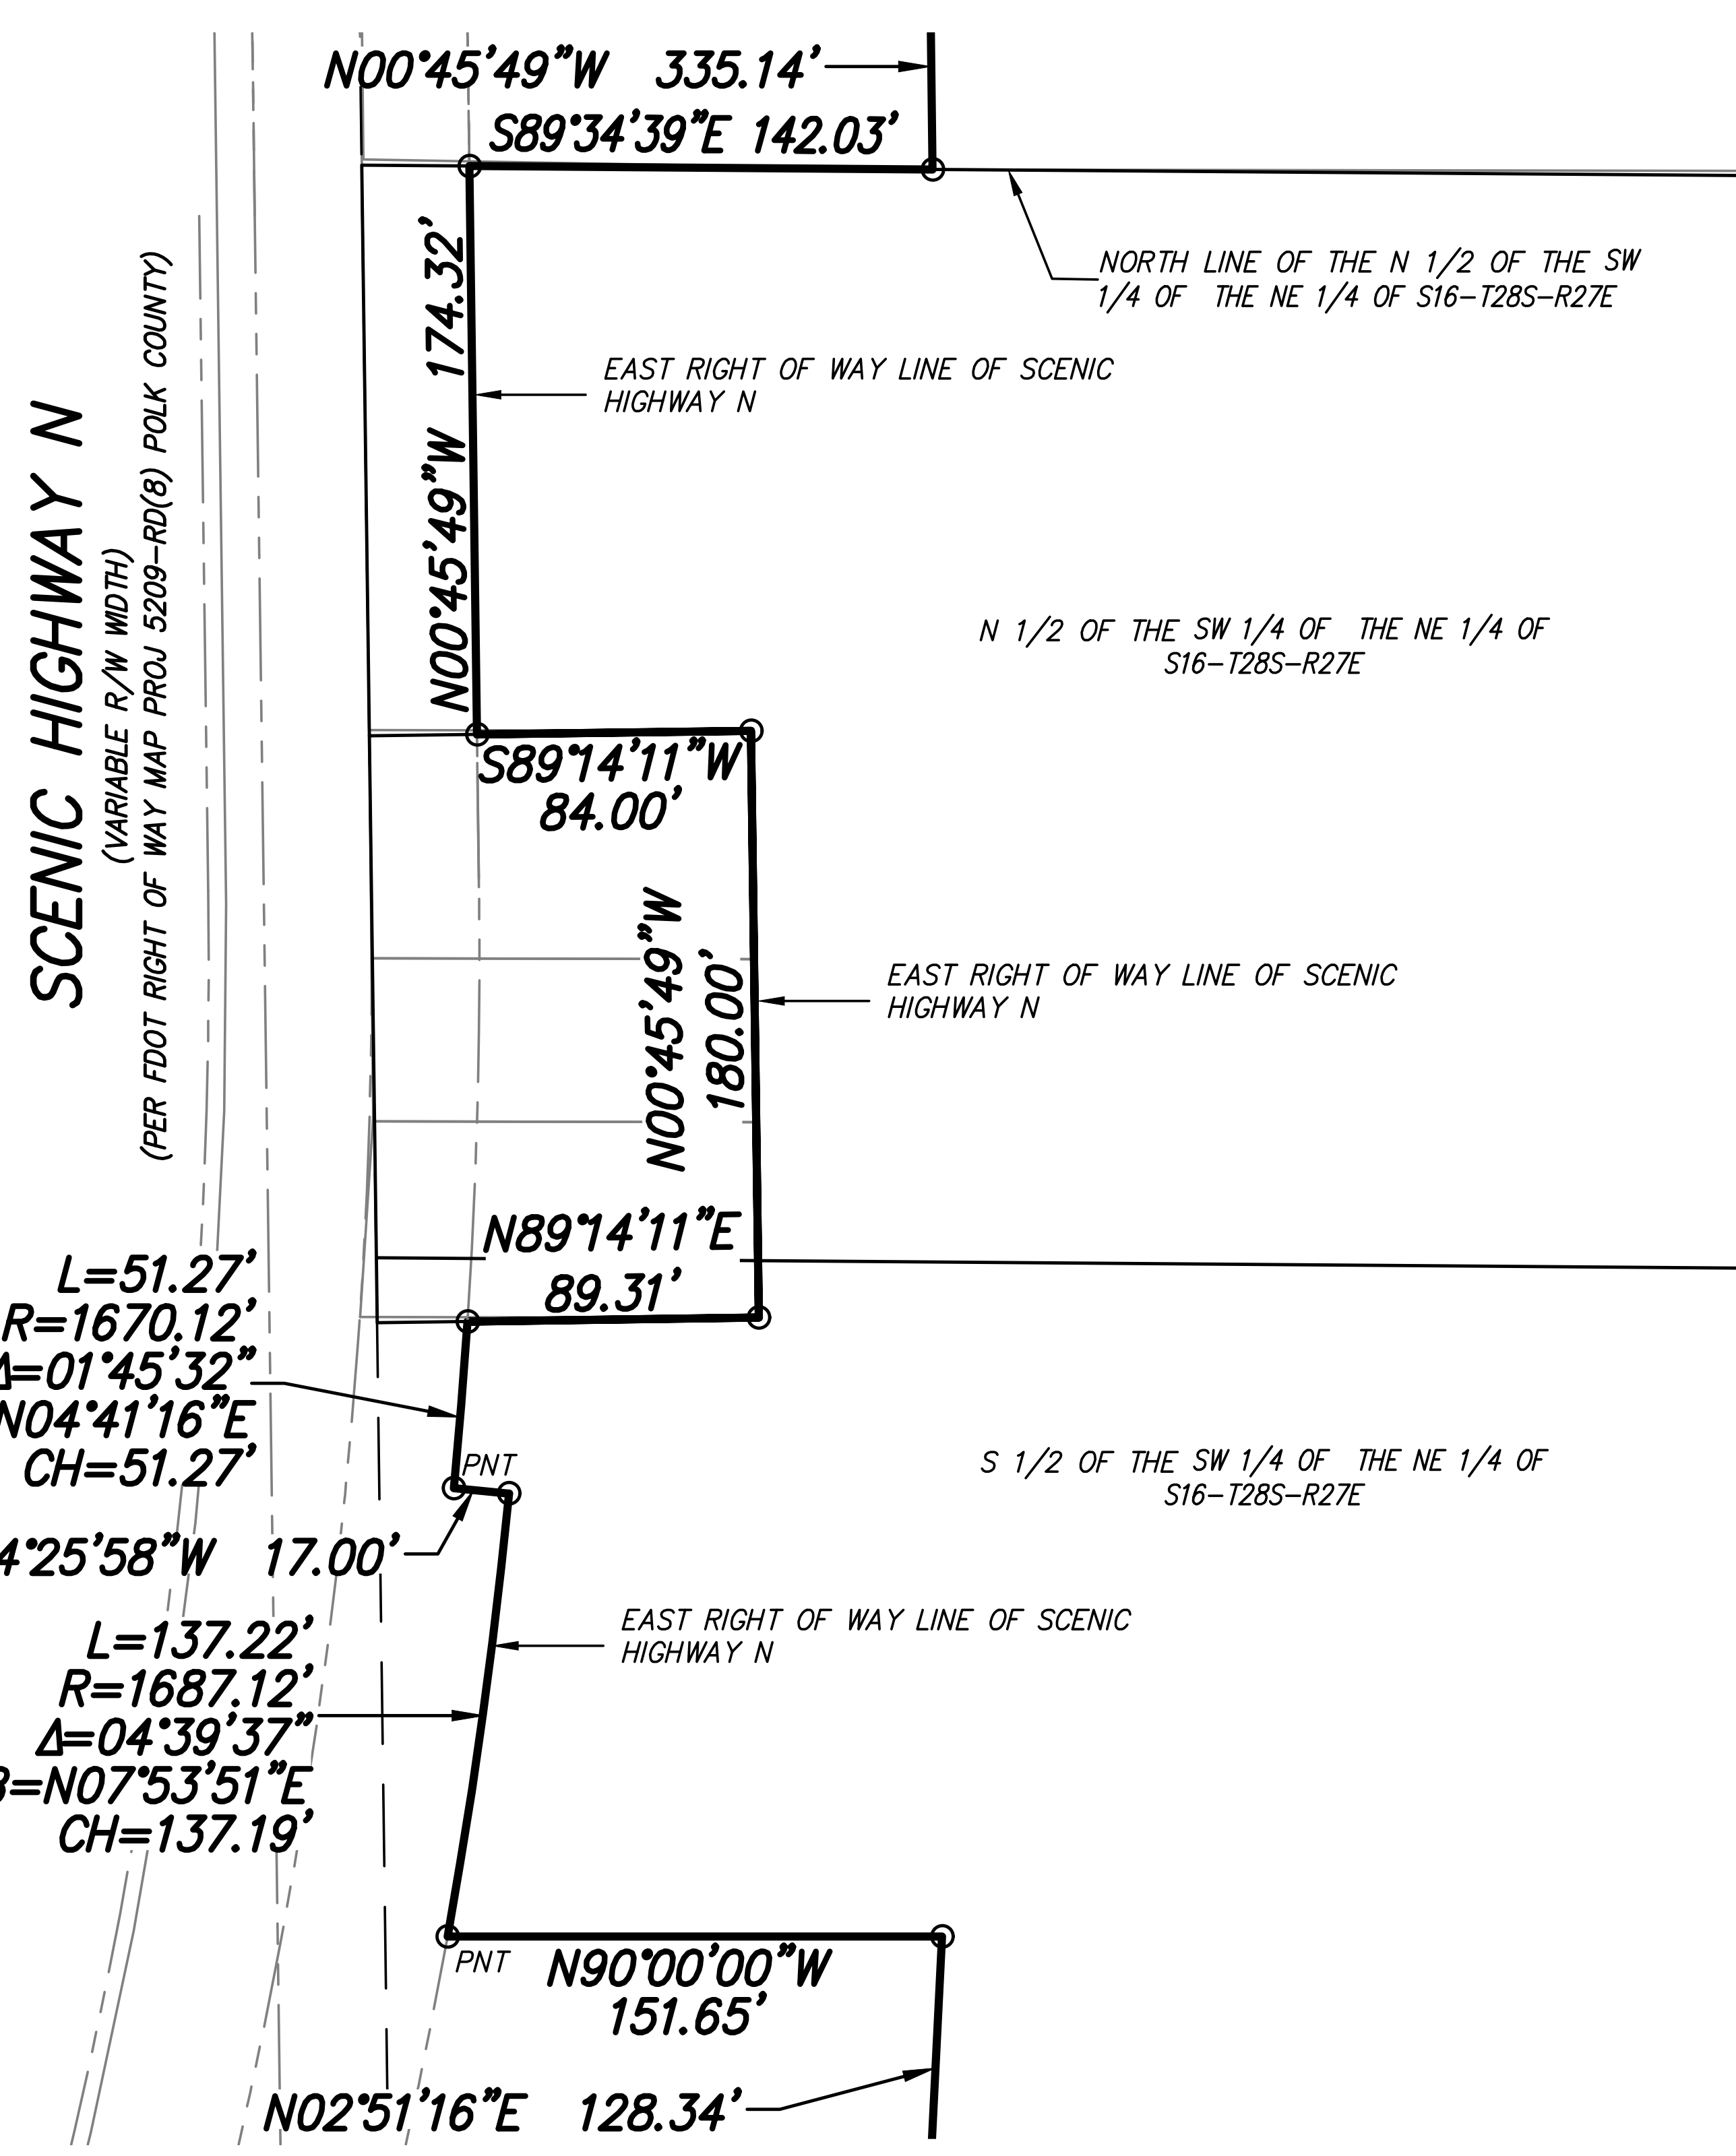 N00°45'49"W 335.14'
S89°34'39"E 142.03'
NORTH LINE OF THE N 1/2 OF THE SW
1/4 OF THE NE 1/4 OF S16-T28S-R27E
N00°45'49"W 174.32'
EAST RIGHT OF WAY LINE OF SCENIC
HIGHWAY N
SCENIC HIGHWAY N
(VARIABLE R/W WIDTH)
(PER FDOT RIGHT OF WAY MAP PROJ 5209-RD(8) POLK COUNTY)
N 1/2 OF THE SW 1/4 OF THE NE 1/4 OF
S16-T28S-R27E
S89°14'11"W
84.00'
N00°45'49"W
180.00'
EAST RIGHT OF WAY LINE OF SCENIC
HIGHWAY N
N89°14'11"E
89.31'
L=51.27'
R=1670.12'
Δ=01°45'32"
N04°41'16"E
CH=51.27'
PNT
S 1/2 OF THE SW 1/4 OF THE NE 1/4 OF
S16-T28S-R27E
4°25'58"W 17.00'
L=137.22'
R=1687.12'
Δ=04°39'37"
B=N07°53'51"E
CH=137.19'
EAST RIGHT OF WAY LINE OF SCENIC
HIGHWAY N
PNT
N90°00'00"W
151.65'
N02°51'16"E 128.34'